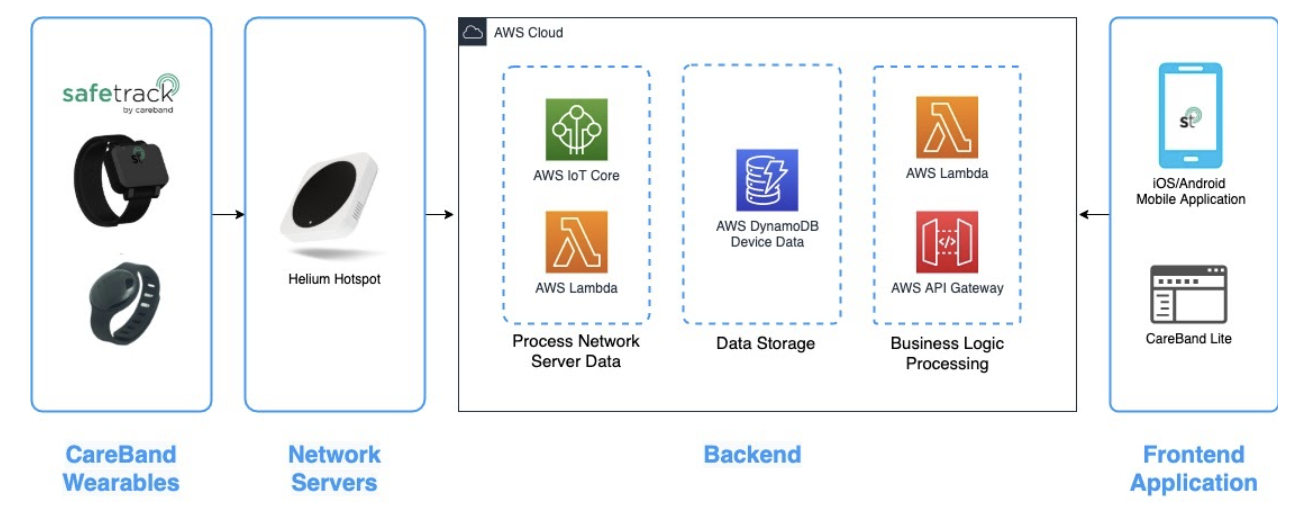 safetrack
by careband
st
Helium Hotspot
AWS Cloud
AWS IoT Core
AWS Lambda
Process Network
Server Data
AWS DynamoDB
Device Data
Data Storage
AWS Lambda
</>
AWS API Gateway
Business Logic
Processing
st
iOS/Android
Mobile Application
CareBand Lite
CareBand
Wearables
Network
Servers
Backend
Frontend
Application